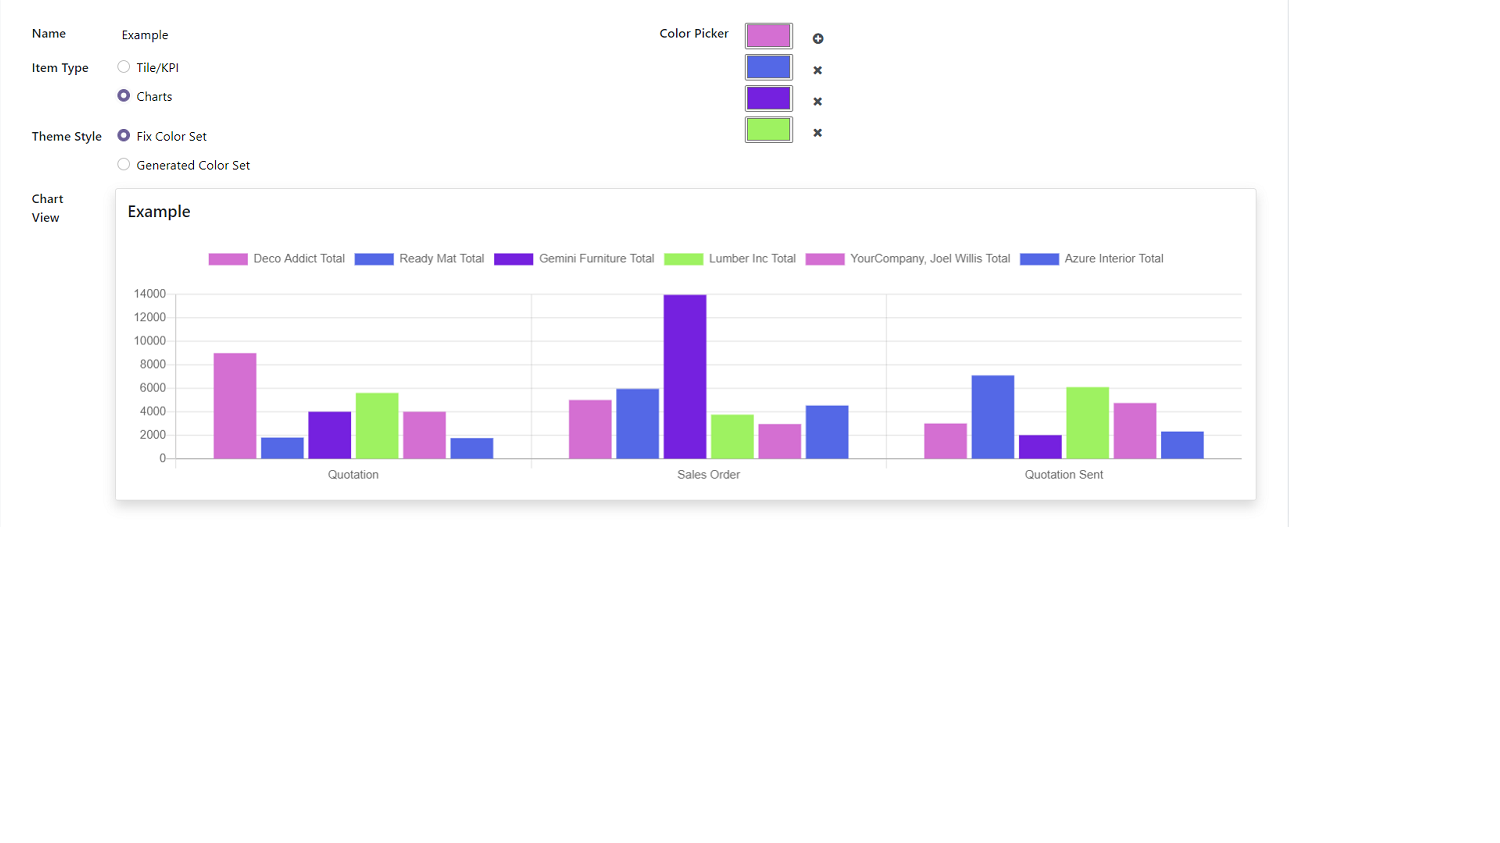 Name Example
Color Picker
Item Type Tile/KPI
Charts
Theme Style Fix Color Set
Generated Color Set
Chart
View
Example
Deco Addict Total Ready Mat Total Gemini Furniture Total Lumber Inc Total YourCompany, Joel Willis Total Azure Interior Total
14000
12000
10000
8000
6000
4000
2000
0
Quotation Sales Order Quotation Sent